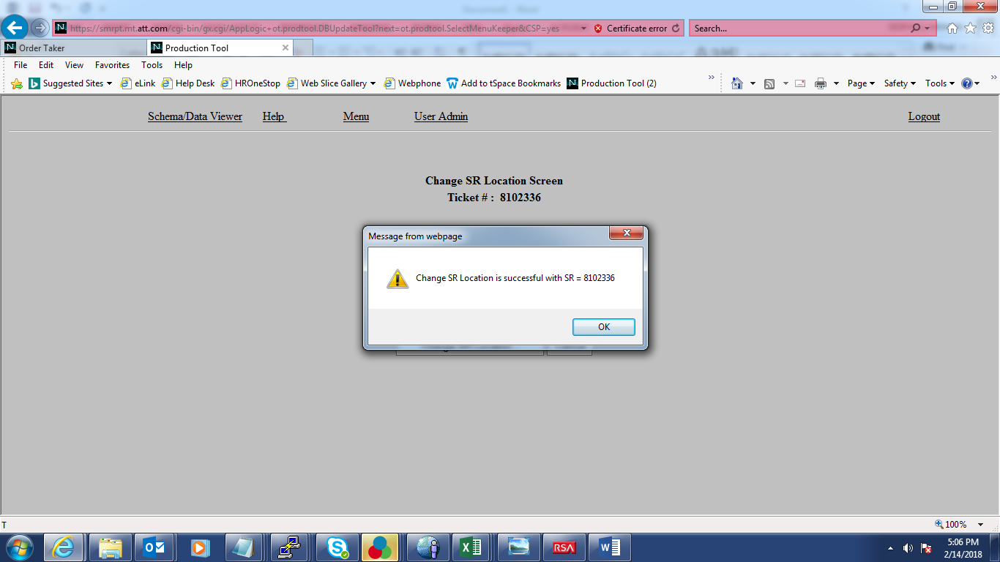 https://smrpt.mt.att.com/cgi-bin/gx.cgi/AppLogic+ot.prodtool.DBUpdateTool?next=ot.prodtool.SelectMenuKeeper&CSP=yes
Certificate error
Search...
Order Taker
Production Tool
File Edit View Favorites Tools Help
Suggested Sites eLink Help Desk HROneStop Web Slice Gallery Webphone Add to tSpace Bookmarks Production Tool (2) Page Safety Tools
Schema/Data Viewer Help Menu User Admin Logout
Change SR Location Screen
Ticket # : 8102336
Message from webpage
Change SR Location is successful with SR = 8102336
OK
T
100%
RSA
5:06 PM
2/14/2018